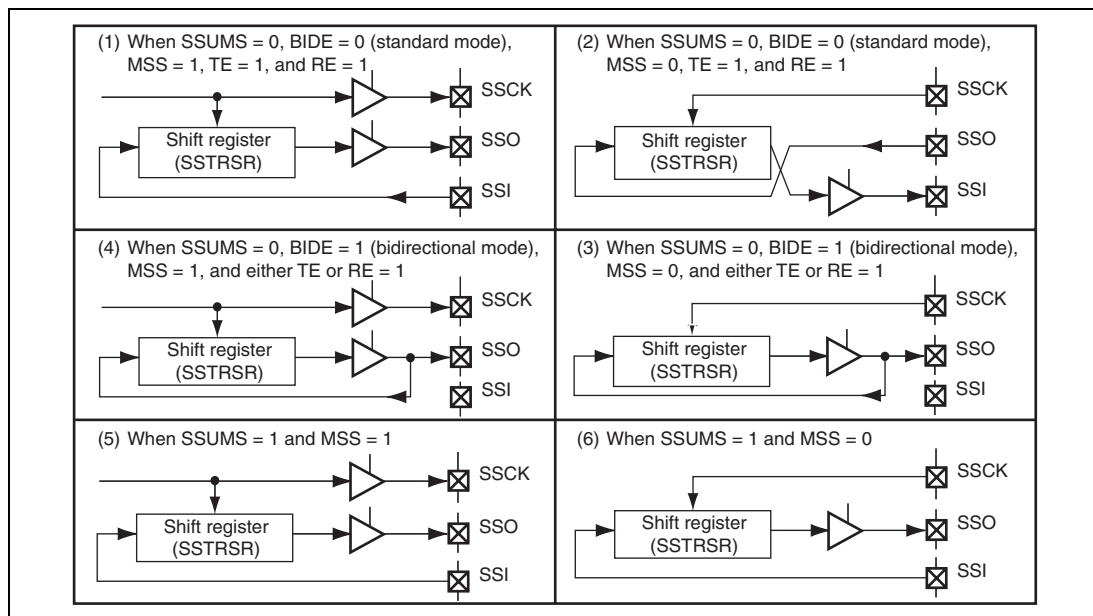 (1) When SSUMS = 0, BIDE = 0 (standard mode),
MSS = 1, TE = 1, and RE = 1
SSCK
Shift register
(SSTRSR)
SSO
SSI
(2) When SSUMS = 0, BIDE = 0 (standard mode),
MSS = 0, TE = 1, and RE = 1
SSCK
Shift register
(SSTRSR)
SSO
SSI
(4) When SSUMS = 0, BIDE = 1 (bidirectional mode),
MSS = 1, and either TE or RE = 1
SSCK
Shift register
(SSTRSR)
SSO
SSI
(3) When SSUMS = 0, BIDE = 1 (bidirectional mode),
MSS = 0, and either TE or RE = 1
SSCK
Shift register
(SSTRSR)
SSO
SSI
(5) When SSUMS = 1 and MSS = 1
SSCK
Shift register
(SSTRSR)
SSO
SSI
(6) When SSUMS = 1 and MSS = 0
SSCK
Shift register
(SSTRSR)
SSO
SSI